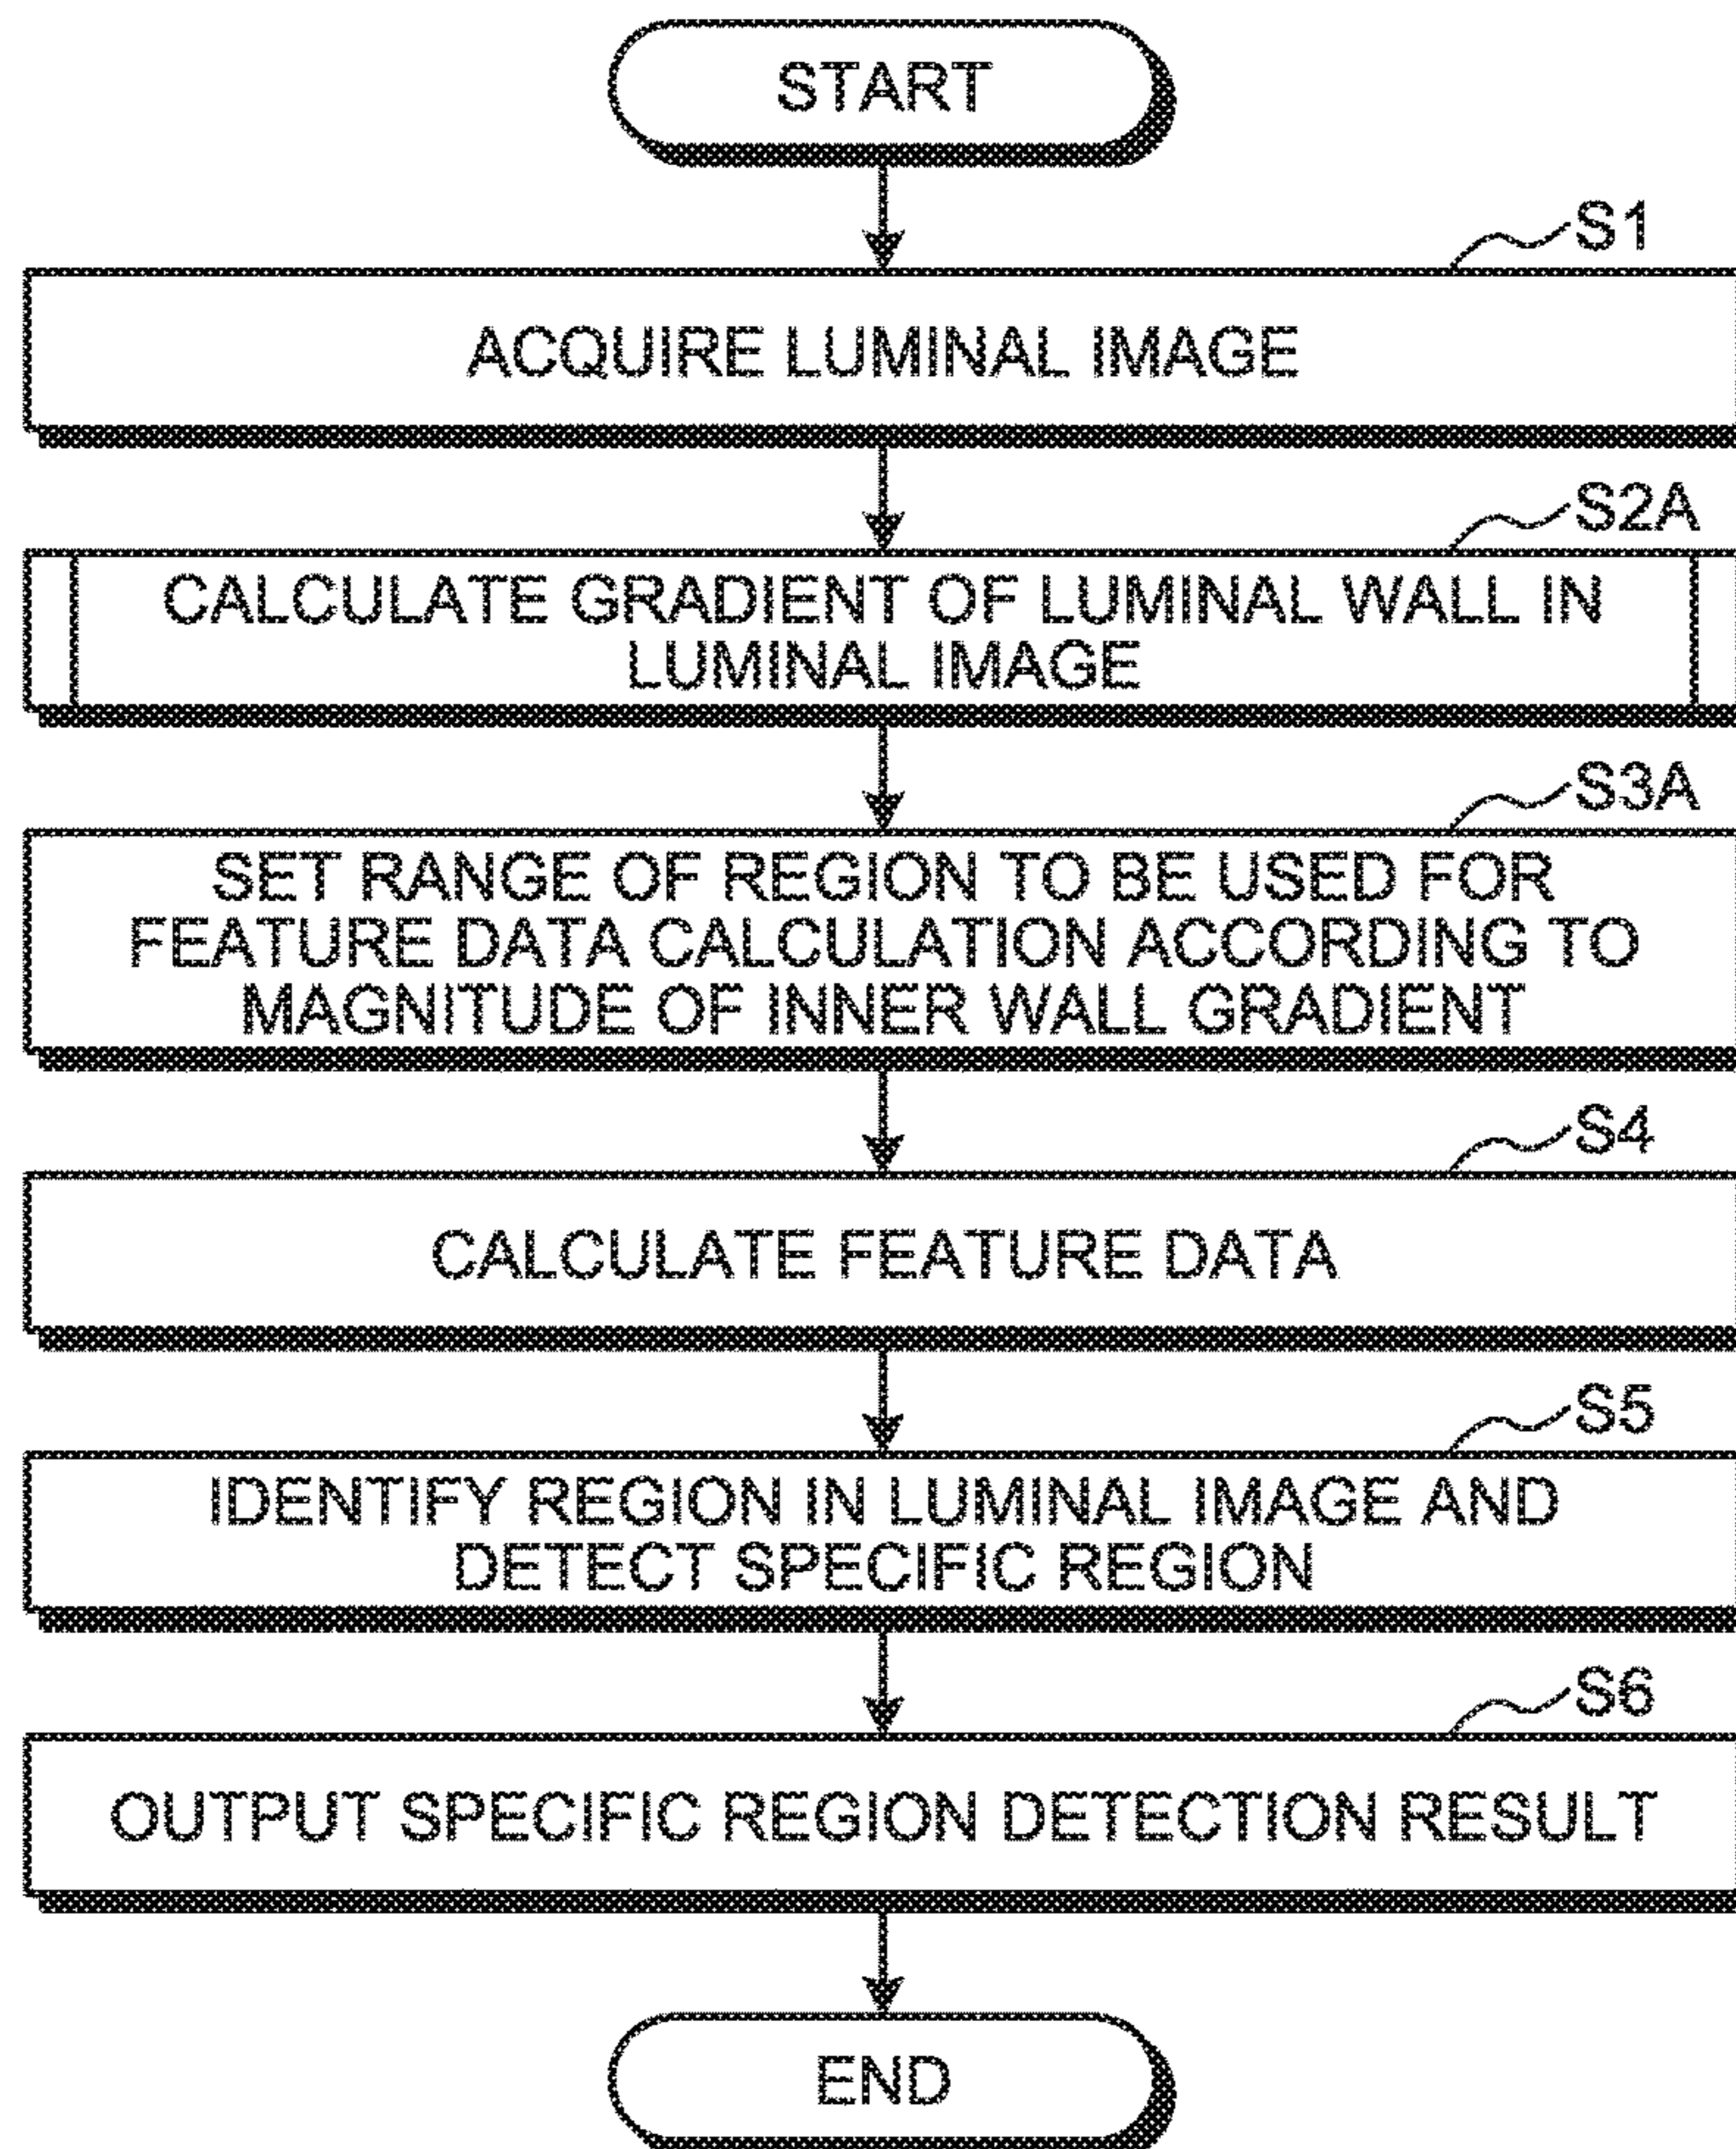 START
S1
ACQUIRE LUMINAL IMAGE
S2A
CALCULATE GRADIENT OF LUMINAL WALL IN
LUMINAL IMAGE
S3A
SET RANGE OF REGION TO BE USED FOR
FEATURE DATA CALCULATION ACCORDING TO
MAGNITUDE OF INNER WALL GRADIENT
S4
CALCULATE FEATURE DATA
S5
IDENTIFY REGION IN LUMINAL IMAGE AND
DETECT SPECIFIC REGION
S6
OUTPUT SPECIFIC REGION DETECTION RESULT
END